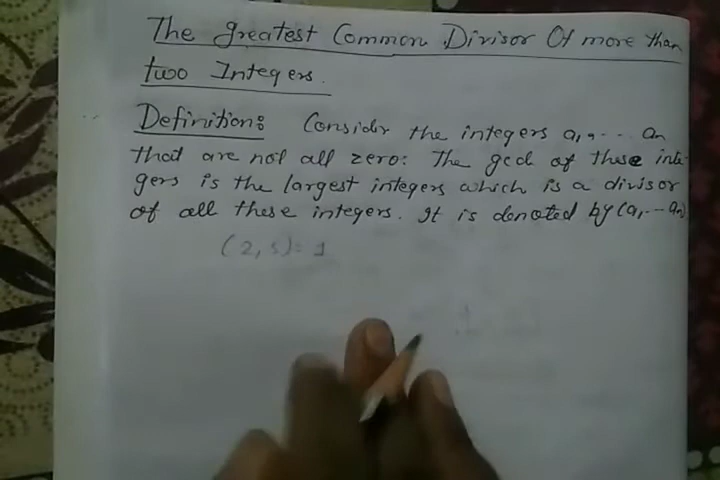 The greatest Common Divisor Of more than
two Integers.
Definition: Consider the integers a1, ... an
that are not all zero: The gcd of these inte
gers is the largest integers which is a divisor
of all these integers. It is denoted by (a1, -- an)
(2, 5) = 1